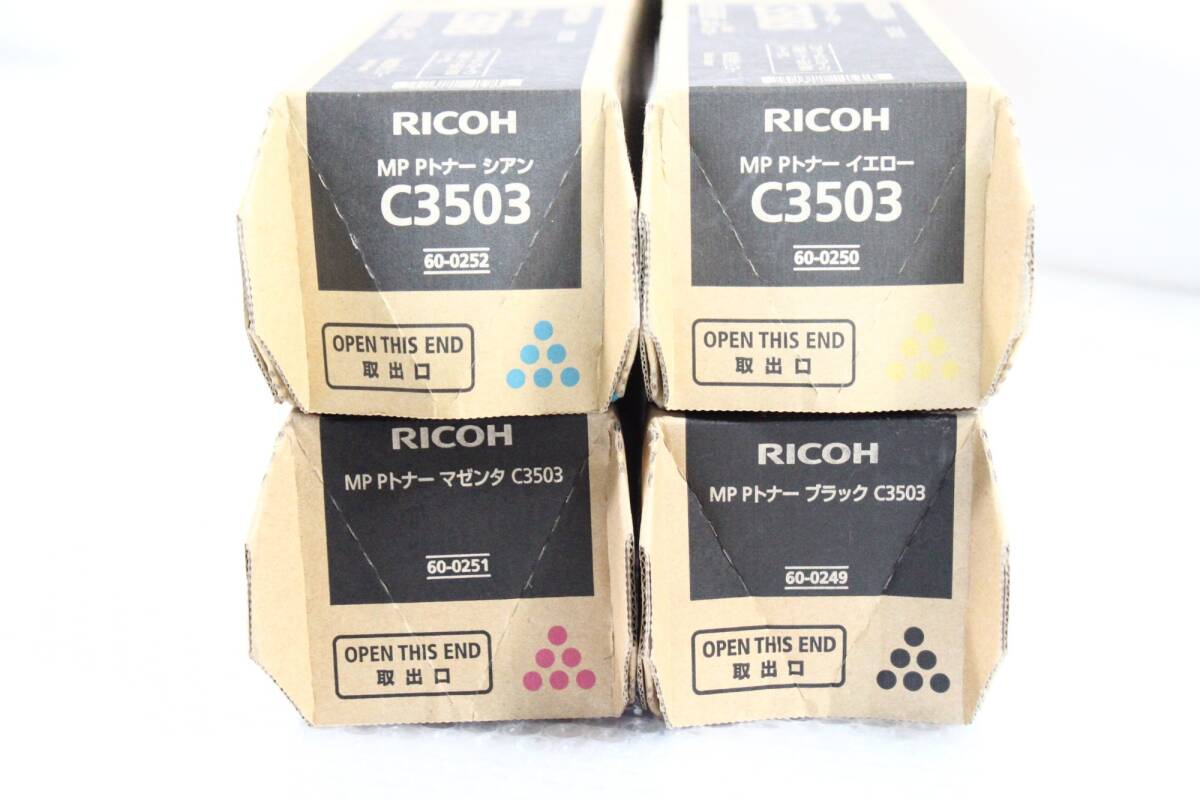 RICOH
MP Pトナー シアン
C3503
60-0252
OPEN THIS END
取出口
RICOH
MP Pトナー イエロー
C3503
60-0250
OPEN THIS END
取出口
RICOH
MP Pトナー マゼンタ C3503
60-0251
OPEN THIS END
取出口
RICOH
MP Pトナー ブラック C3503
60-0249
OPEN THIS END
取出口